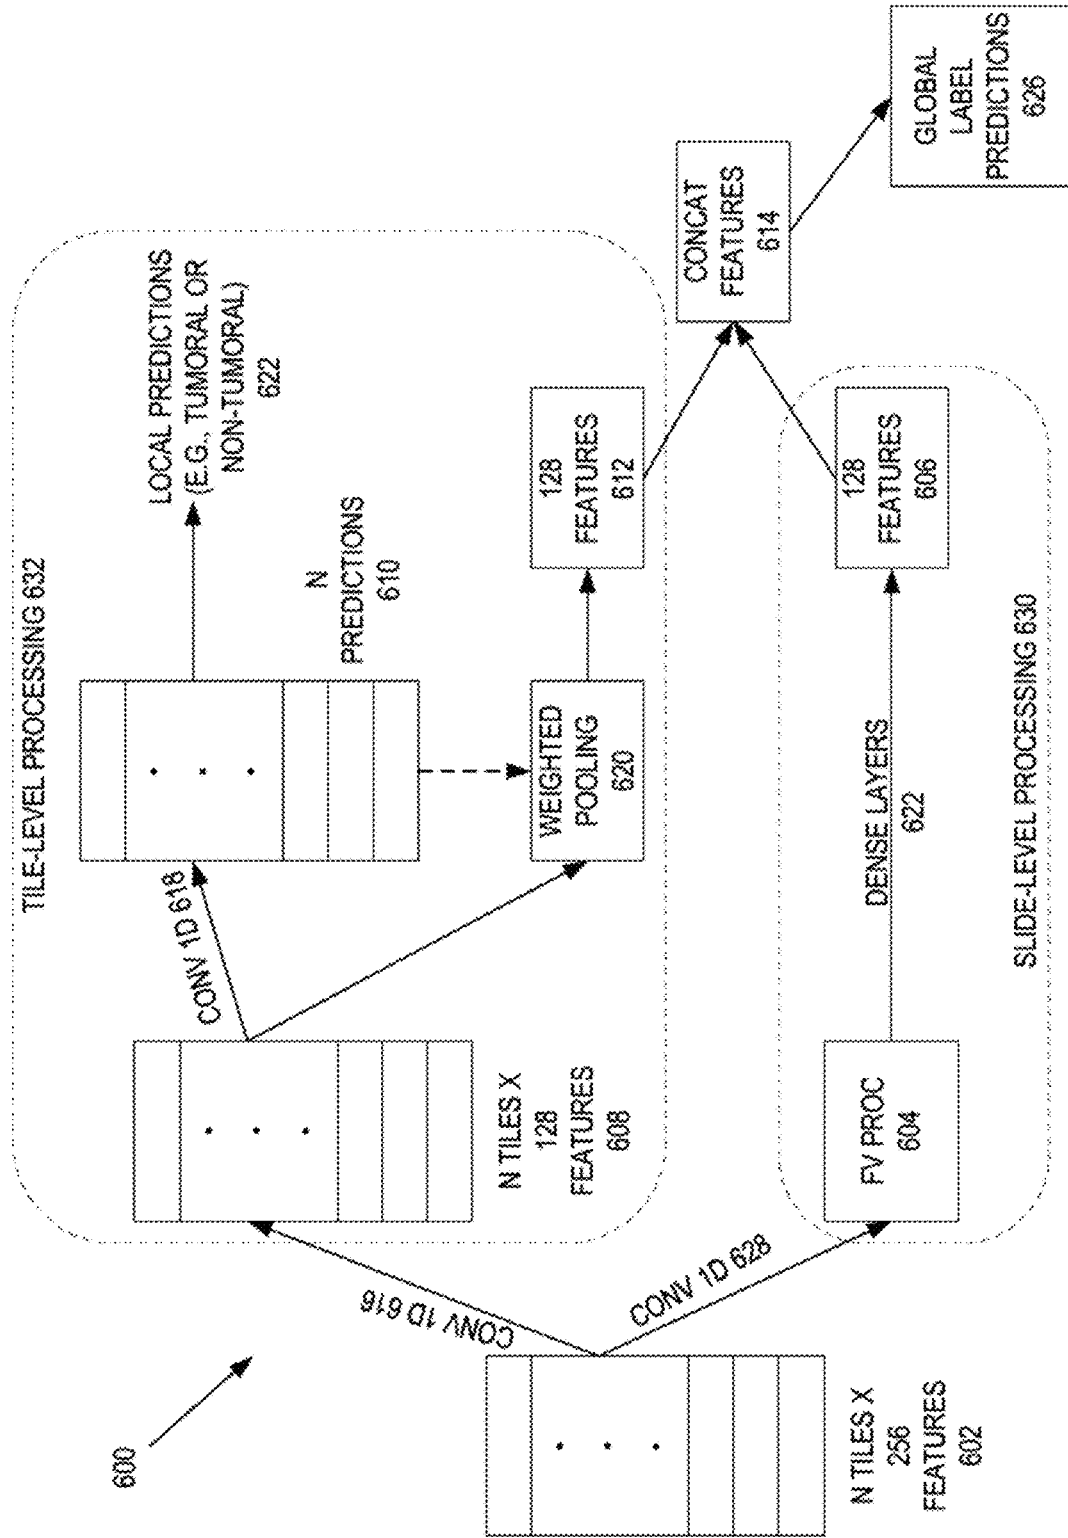 600
TILE-LEVEL PROCESSING 632
LOCAL PREDICTIONS
(E.G., TUMORAL OR
NON-TUMORAL)
622
CONV 1D 618
N
PREDICTIONS
610
CONV 1D 616
N TILES X
128
FEATURES
608
WEIGHTED
POOLING
620
128
FEATURES
612
CONCAT
FEATURES
614
GLOBAL
LABEL
PREDICTIONS
626
N TILES X
256
FEATURES
602
CONV 1D 628
FV PROC
604
DENSE LAYERS
622
128
FEATURES
606
SLIDE-LEVEL PROCESSING 630